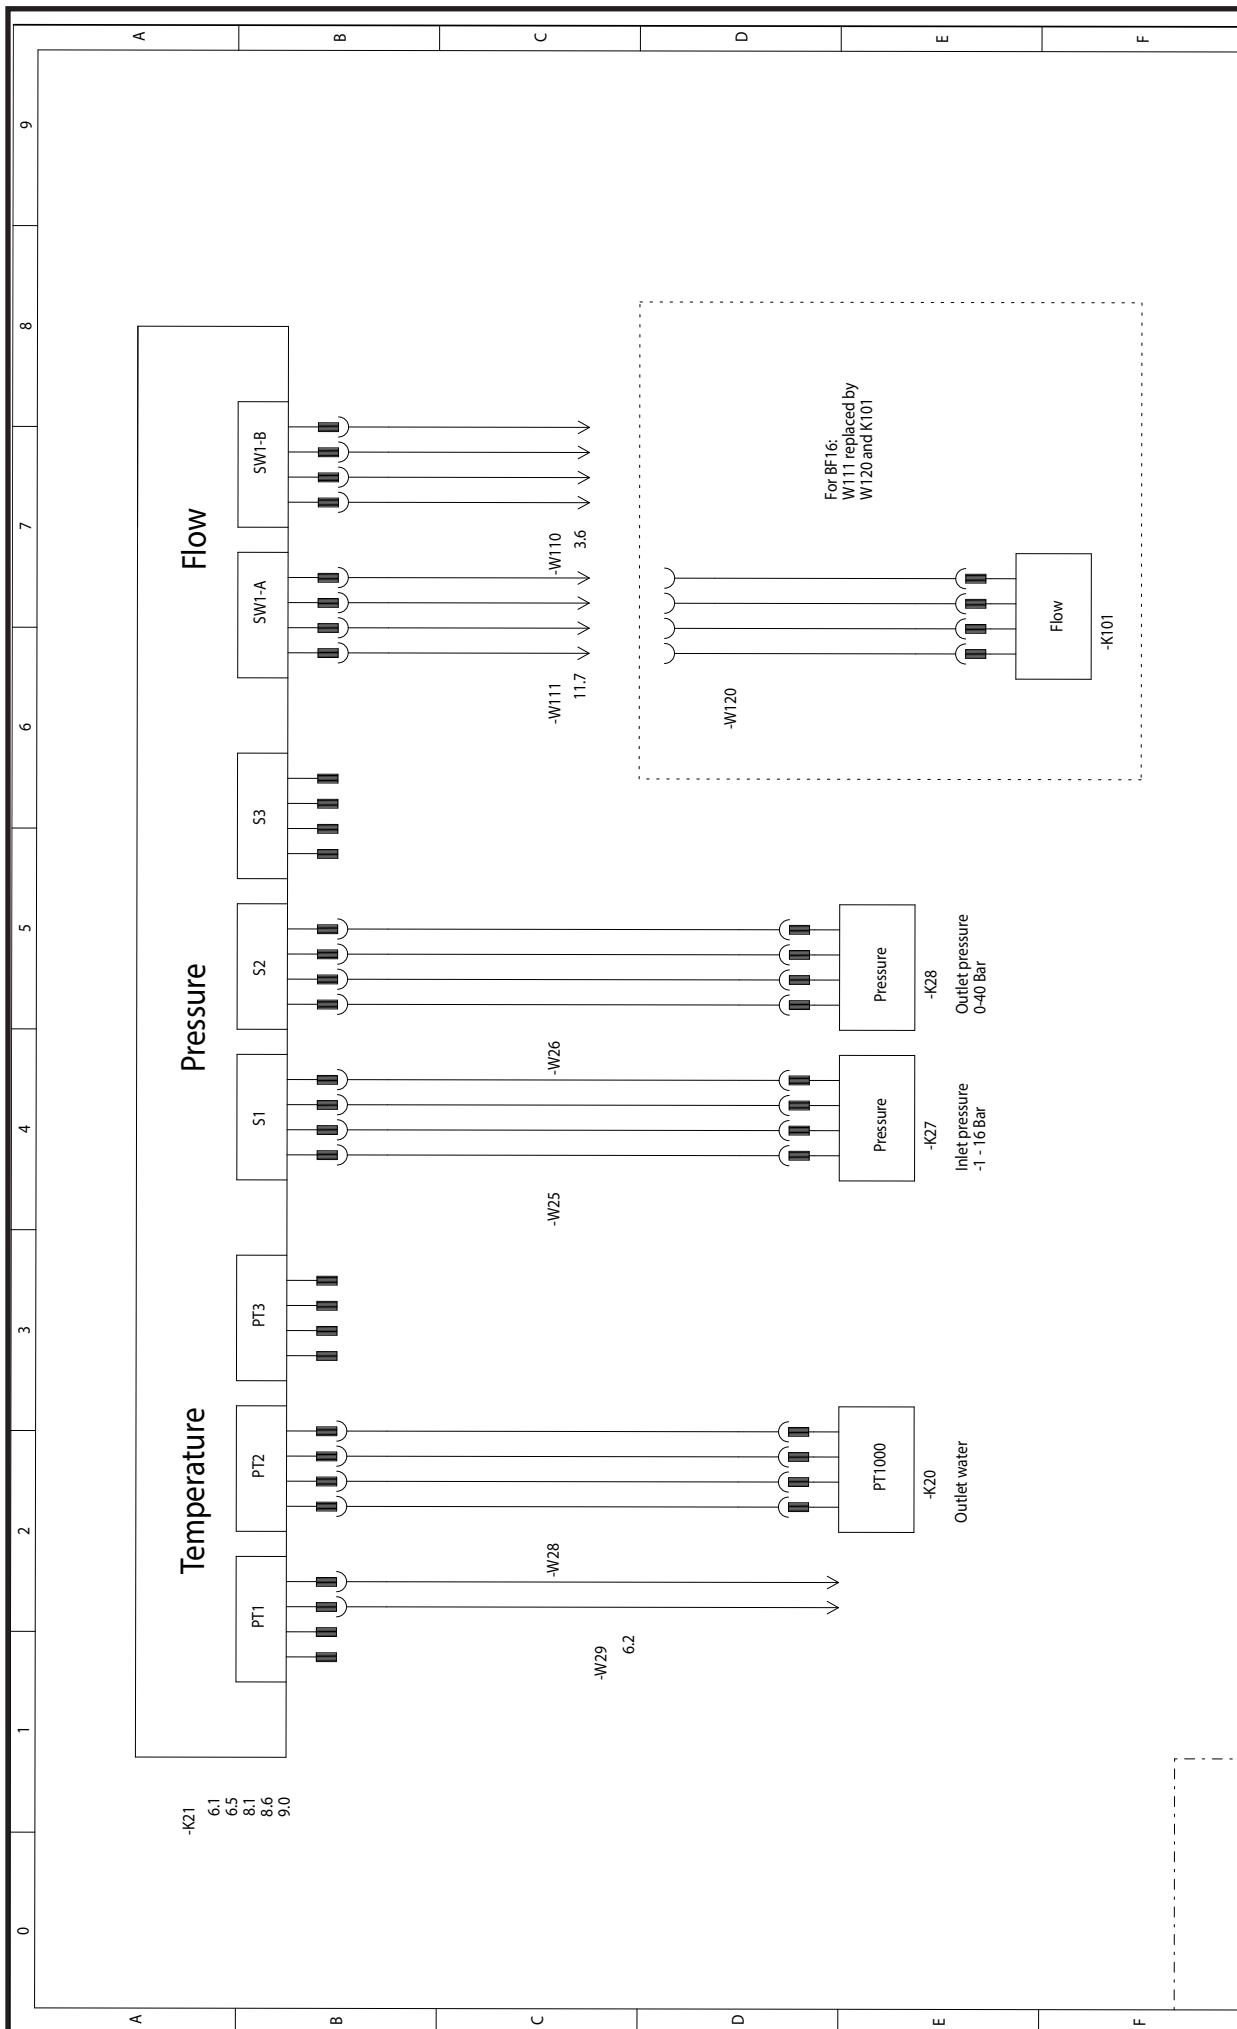 0
1
2
3
4
5
6
7
8
9
A
B
C
D
E
F
A
B
C
D
E
F
-K21
6.1
6.5
8.1
8.6
9.0
Temperature
Pressure
Flow
PT1
PT2
PT3
S1
S2
S3
SW1-A
SW1-B
-W29
6.2
-W28
-W25
-W26
-W111
11.7
-W110
3.6
PT1000
-K20
Outlet water
Pressure
-K27
Inlet pressure
-1 - 16 Bar
Pressure
-K28
Outlet pressure
0-40 Bar
-W120
For BF16:
W111 replaced by
W120 and K101
Flow
-K101